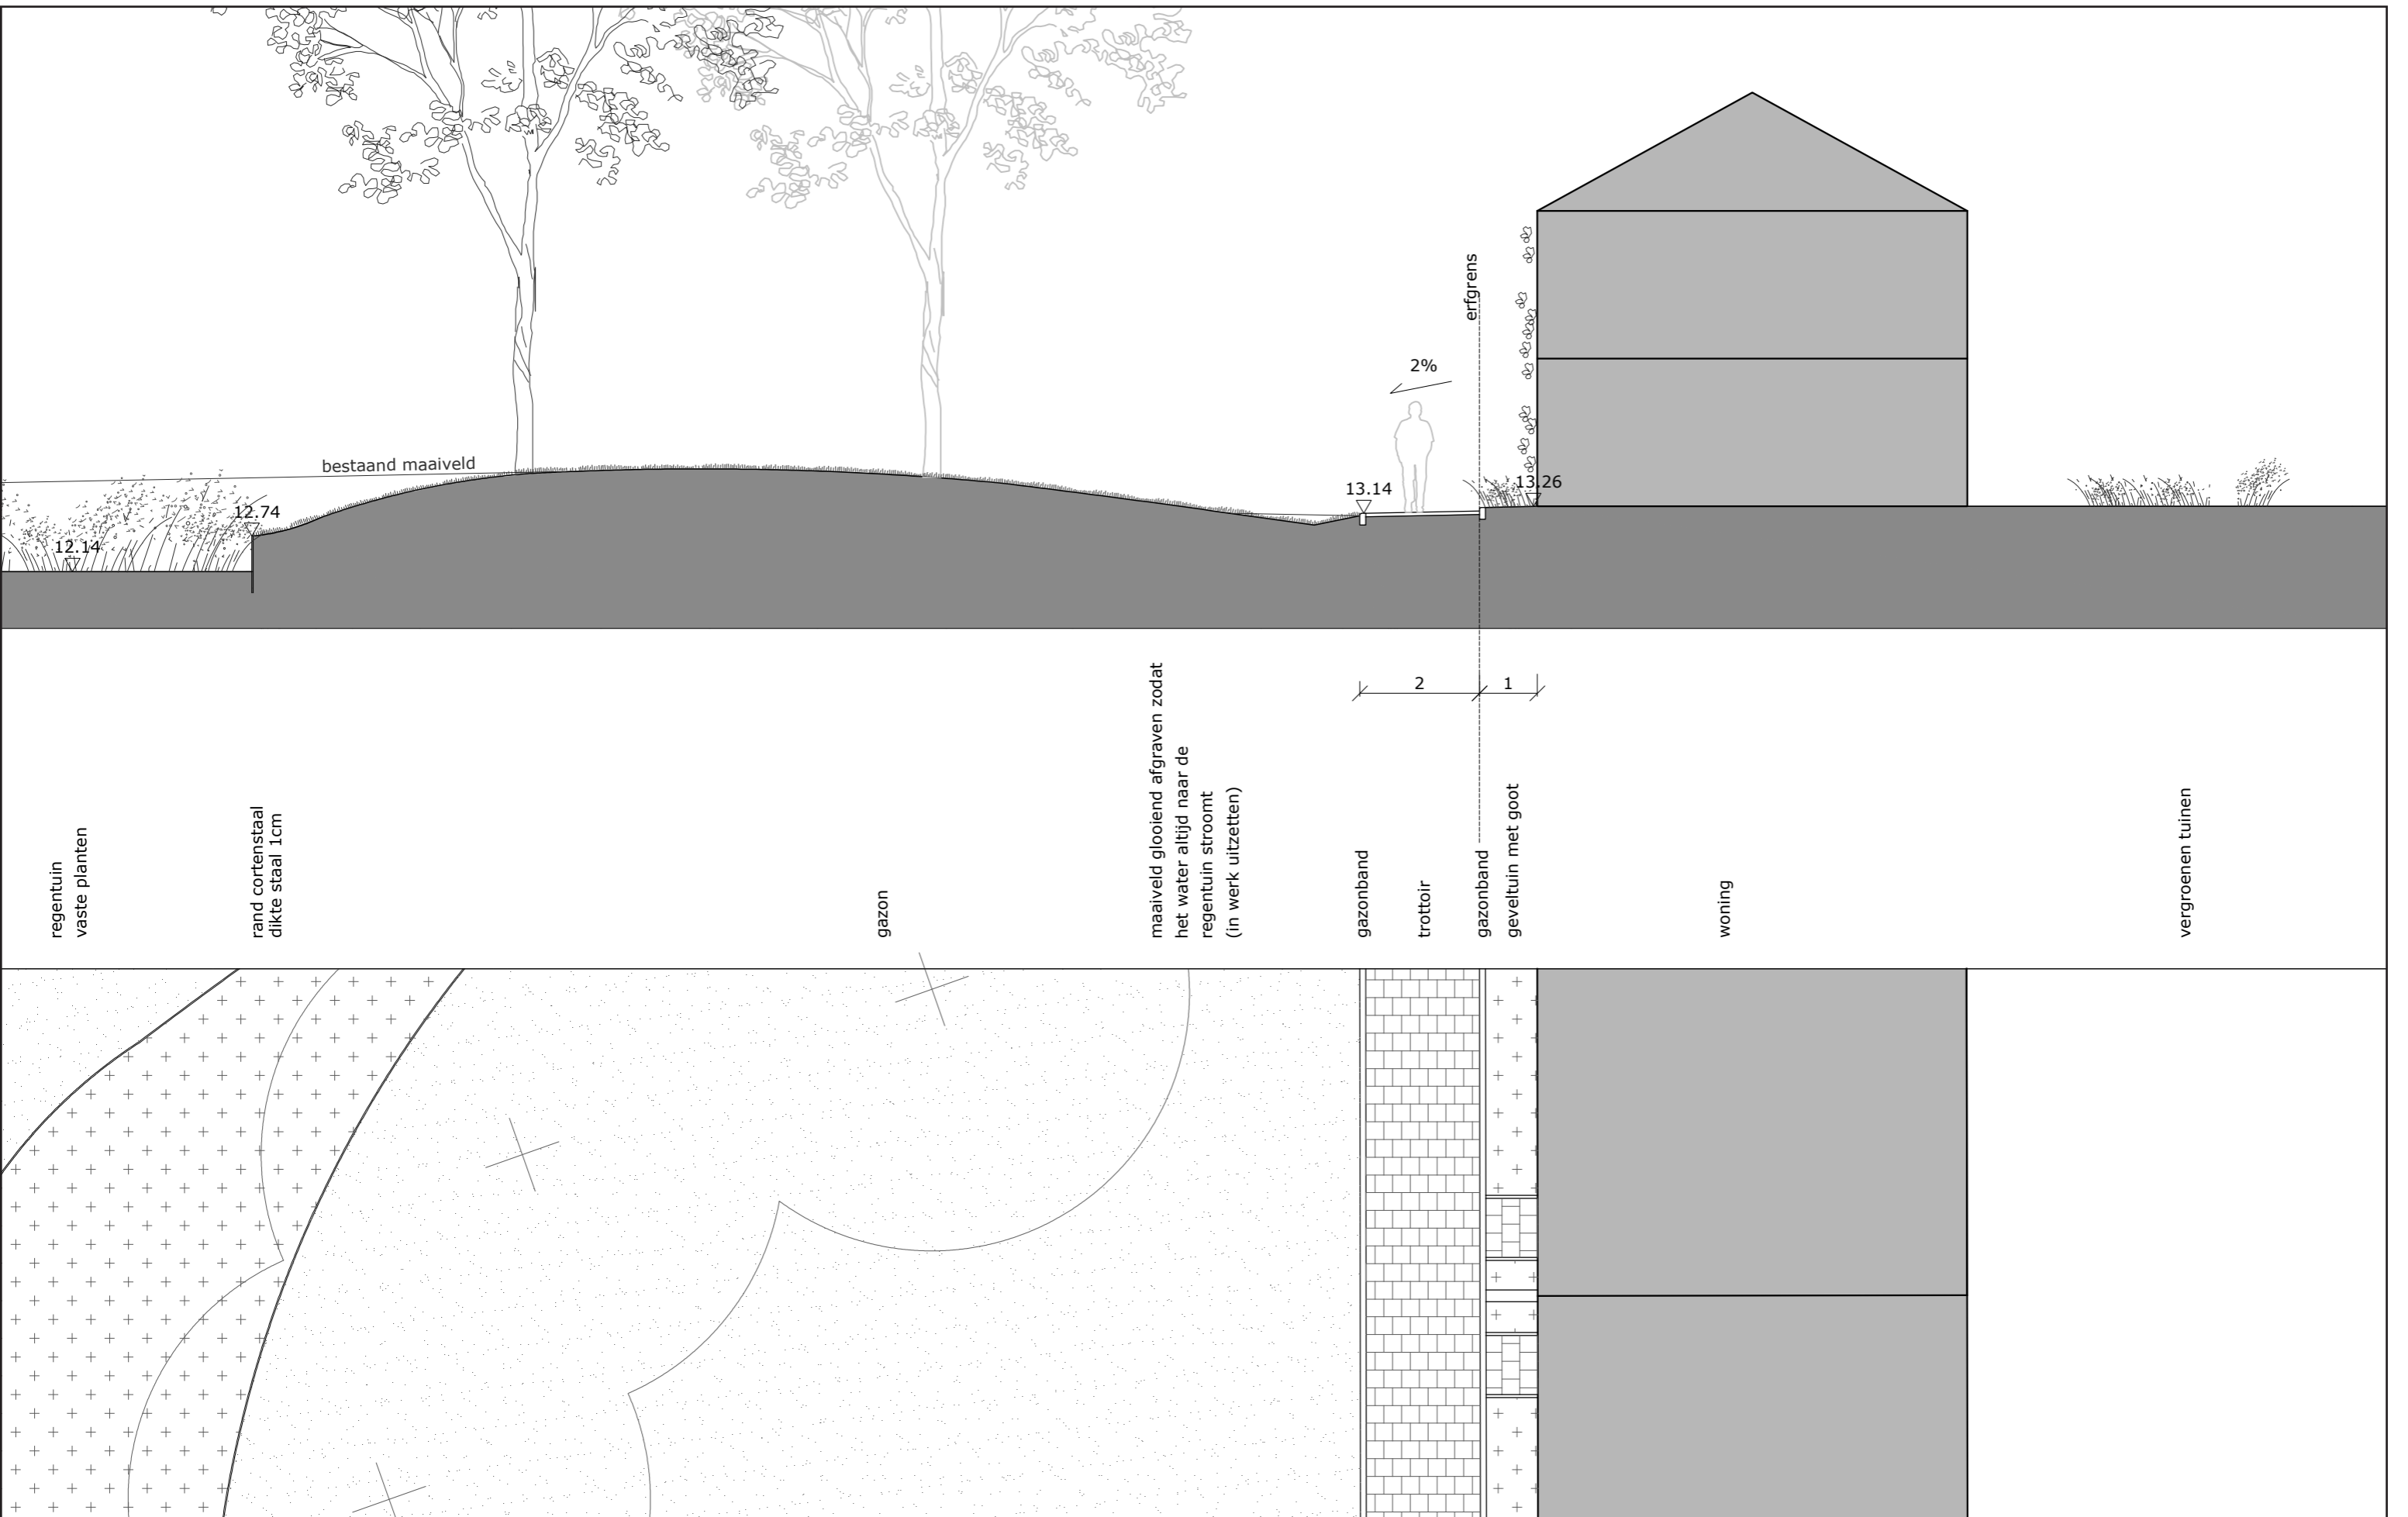 erfgrens
2%
bestaand maaiveld
13.14
13.26
12.74
12.14
2
1
regentuin
vaste planten
rand cortenstaal
dikte staal 1cm
gazon
maaiveld glooiend afgraven zodat
het water altijd naar de
regentuin stroomt
(in werk uitzetten)
gazonband
trottoir
gazonband
geveltuin met goot
woning
vergroenen tuinen